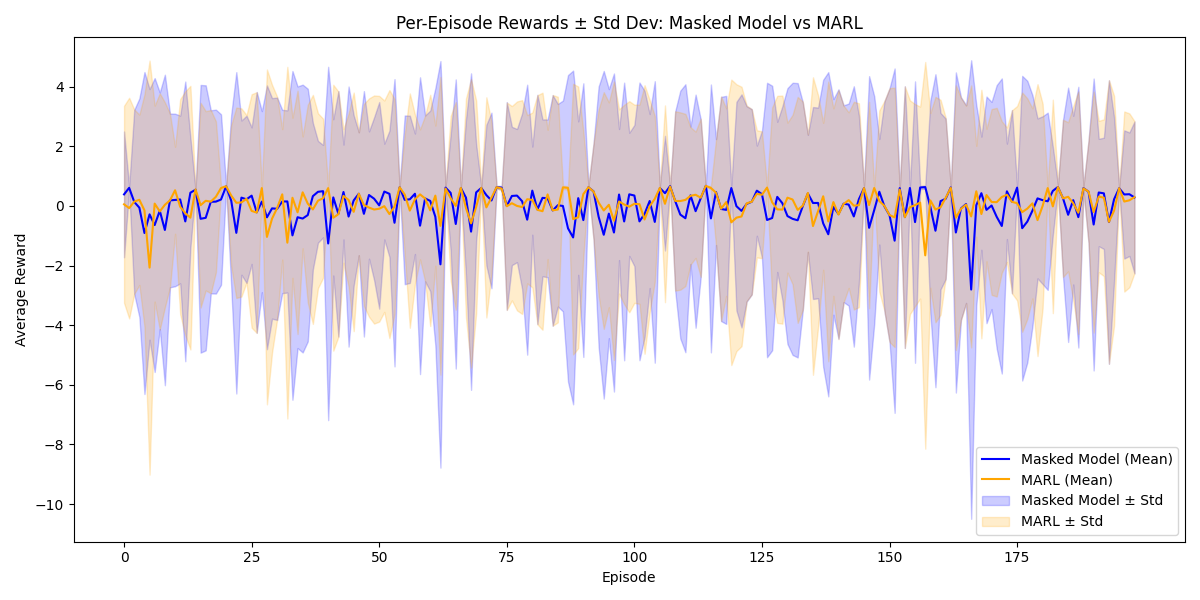 Per-Episode Rewards ± Std Dev: Masked Model vs MARL
Average Reward
4
2
0
−2
−4
−6
−8
−10
0 25 50 75 100 125 150 175
Episode
Masked Model (Mean)
MARL (Mean)
Masked Model ± Std
MARL ± Std